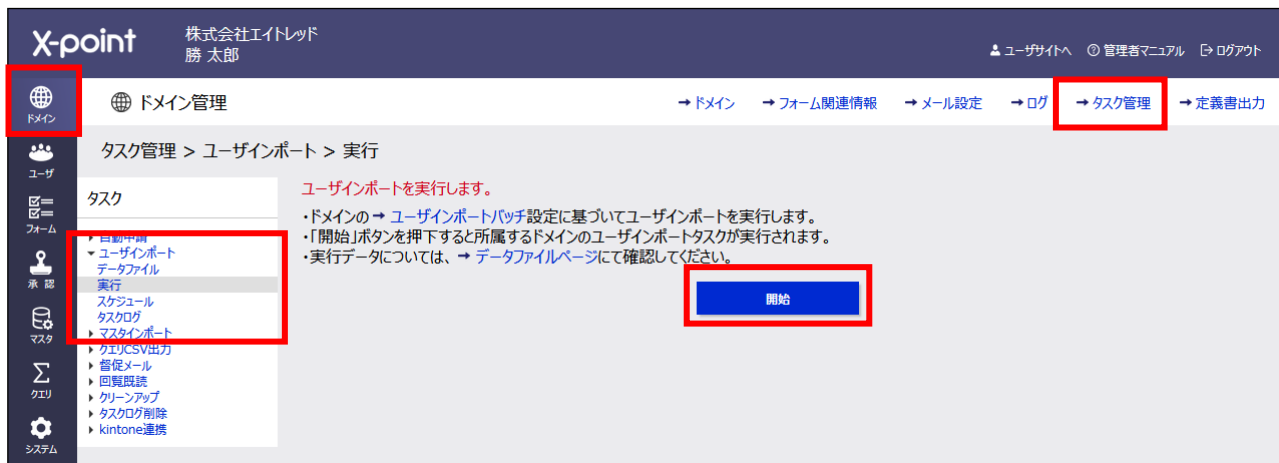 X-point
株式会社エイトレッド
勝 太郎
ユーザサイトへ
管理者マニュアル
ログアウト
ドメイン
ドメイン管理
→ ドメイン
→ フォーム関連情報
→ メール設定
→ ログ
→ タスク管理
→ 定義書出力
ユーザ
フォーム
承 認
マスタ
クエリ
システム
タスク管理 > ユーザインポート > 実行
タスク
自動申請
ユーザインポート
データファイル
実行
スケジュール
タスクログ
マスタインポート
クエリCSV出力
督促メール
回覧既読
クリーンアップ
タスクログ削除
kintone連携
ユーザインポートを実行します。
・ドメインの → ユーザインポートバッチ設定に基づいてユーザインポートを実行します。
・「開始」ボタンを押下すると所属するドメインのユーザインポートタスクが実行されます。
・実行データについては、 → データファイルページにて確認してください。
開始